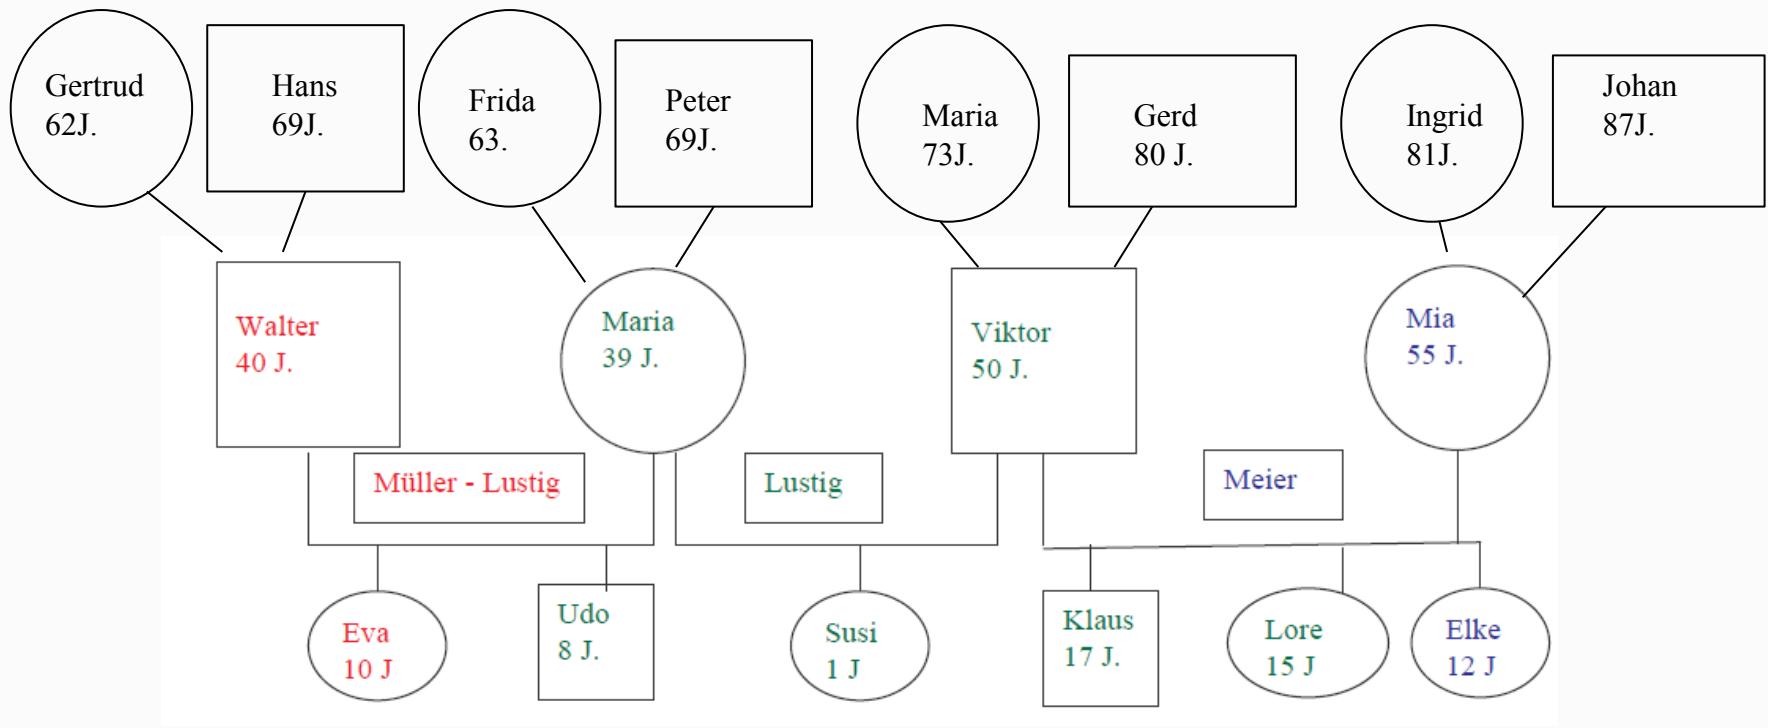 Gertrud
62J.
Hans
69J.
Frida
63.
Peter
69J.
Maria
73J.
Gerd
80 J.
Ingrid
81J.
Johan
87J.
Walter
40 J.
Maria
39 J.
Viktor
50 J.
Mia
55 J.
Müller - Lustig
Lustig
Meier
Eva
10 J
Udo
8 J.
Susi
1 J
Klaus
17 J.
Lore
15 J
Elke
12 J